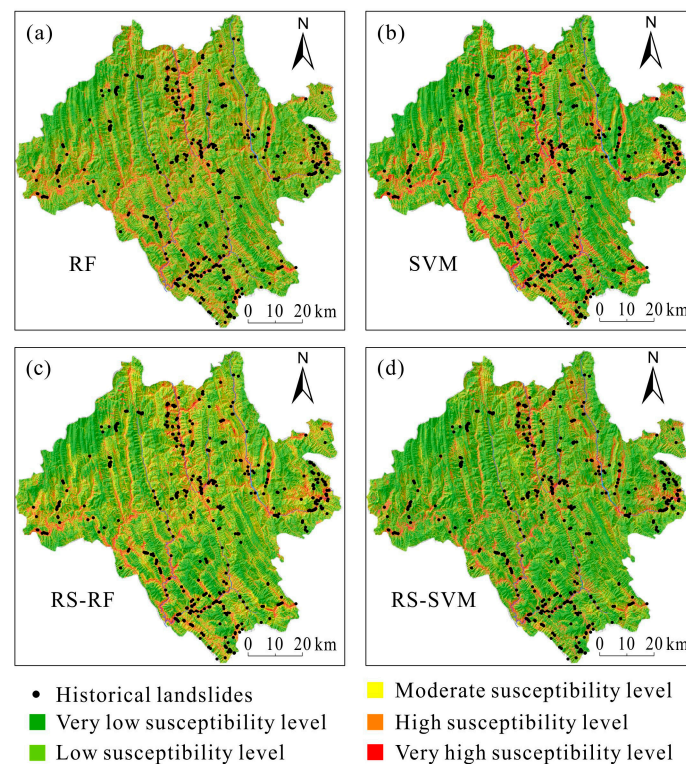 (a)
N
RF
0 10 20 km
(b)
N
SVM
0 10 20 km
(c)
N
RS-RF
0 10 20 km
(d)
N
RS-SVM
0 10 20 km
Historical landslides
Very low susceptibility level
Low susceptibility level
Moderate susceptibility level
High susceptibility level
Very high susceptibility level